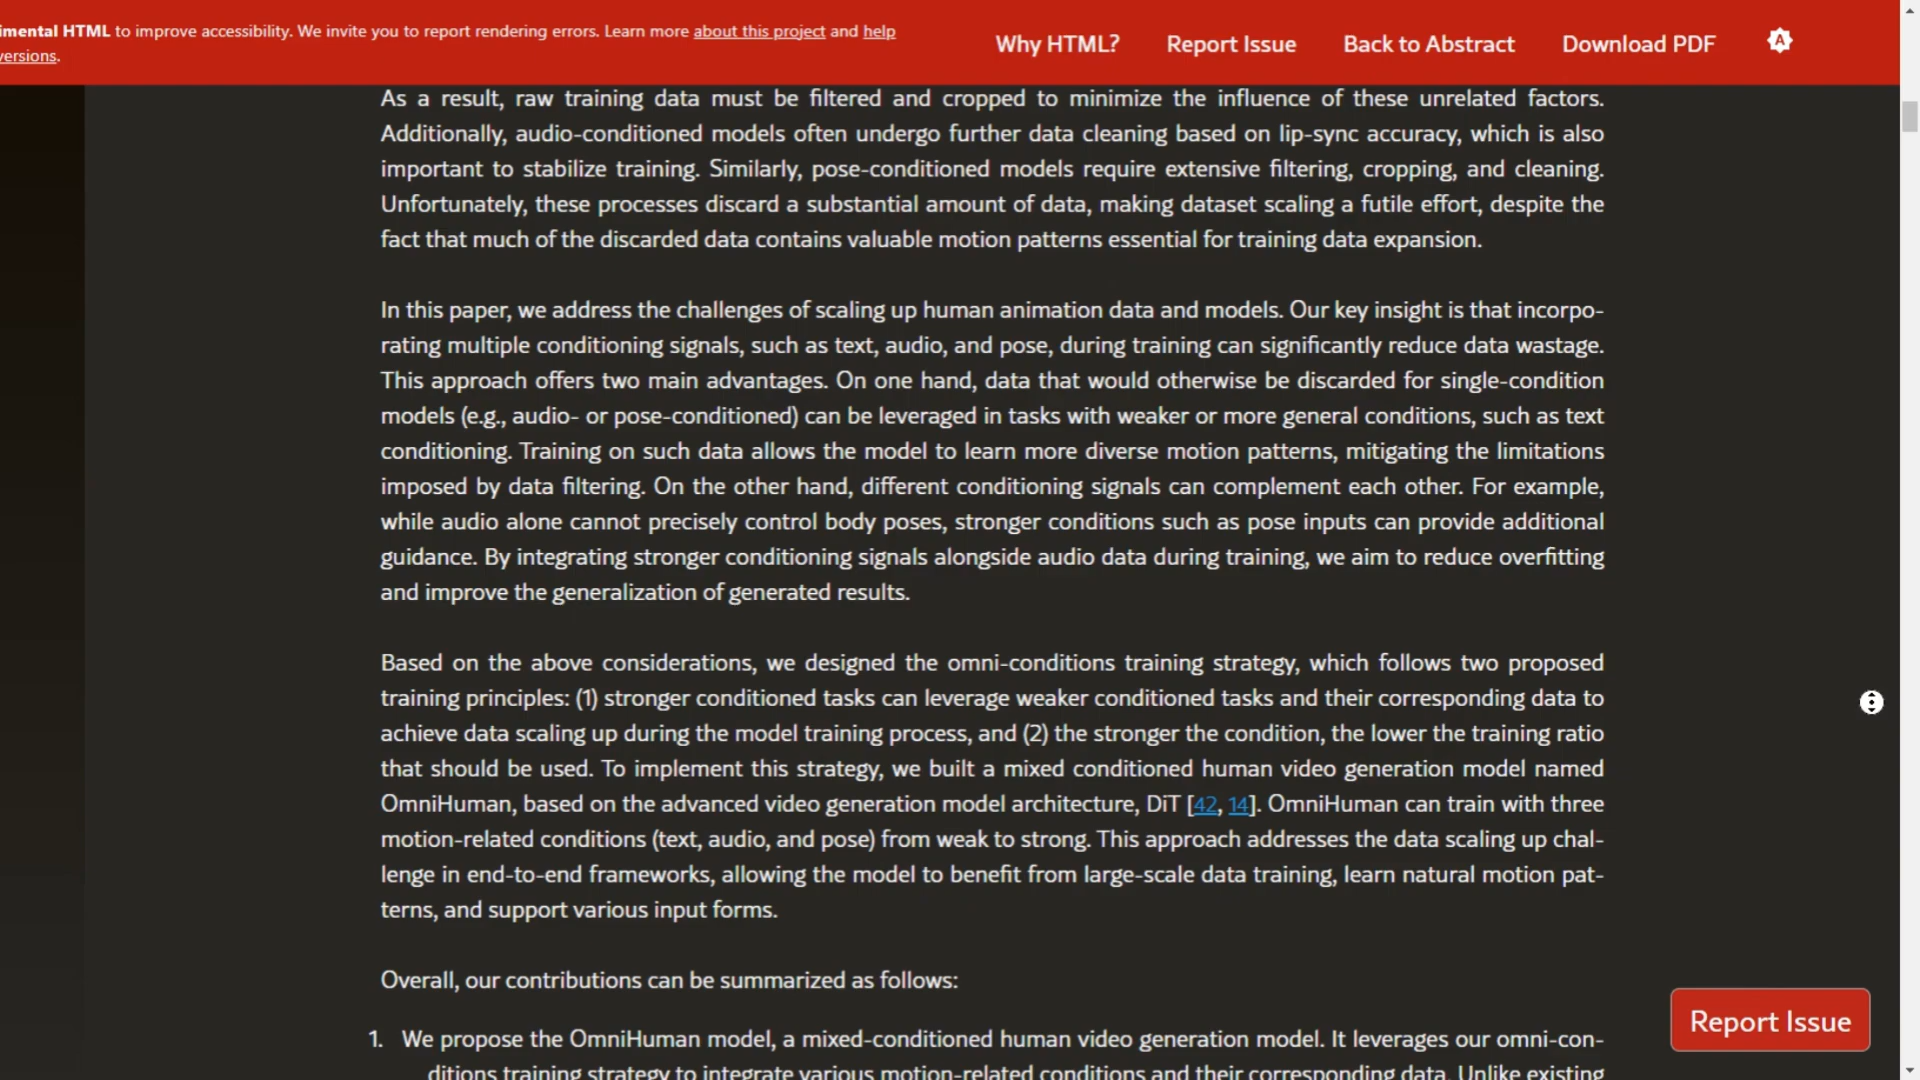 imental HTML to improve accessibility. We invite you to report rendering errors. Learn more about this project and help
versions.
Why HTML? Report Issue Back to Abstract Download PDF
As a result, raw training data must be filtered and cropped to minimize the influence of these unrelated factors.
Additionally, audio-conditioned models often undergo further data cleaning based on lip-sync accuracy, which is also
important to stabilize training. Similarly, pose-conditioned models require extensive filtering, cropping, and cleaning.
Unfortunately, these processes discard a substantial amount of data, making dataset scaling a futile effort, despite the
fact that much of the discarded data contains valuable motion patterns essential for training data expansion.
In this paper, we address the challenges of scaling up human animation data and models. Our key insight is that incorpo-
rating multiple conditioning signals, such as text, audio, and pose, during training can significantly reduce data wastage.
This approach offers two main advantages. On one hand, data that would otherwise be discarded for single-condition
models (e.g., audio- or pose-conditioned) can be leveraged in tasks with weaker or more general conditions, such as text
conditioning. Training on such data allows the model to learn more diverse motion patterns, mitigating the limitations
imposed by data filtering. On the other hand, different conditioning signals can complement each other. For example,
while audio alone cannot precisely control body poses, stronger conditions such as pose inputs can provide additional
guidance. By integrating stronger conditioning signals alongside audio data during training, we aim to reduce overfitting
and improve the generalization of generated results.
Based on the above considerations, we designed the omni-conditions training strategy, which follows two proposed
training principles: (1) stronger conditioned tasks can leverage weaker conditioned tasks and their corresponding data to
achieve data scaling up during the model training process, and (2) the stronger the condition, the lower the training ratio
that should be used. To implement this strategy, we built a mixed conditioned human video generation model named
OmniHuman, based on the advanced video generation model architecture, DiT [42, 14]. OmniHuman can train with three
motion-related conditions (text, audio, and pose) from weak to strong. This approach addresses the data scaling up chal-
lenge in end-to-end frameworks, allowing the model to benefit from large-scale data training, learn natural motion pat-
terns, and support various input forms.
Overall, our contributions can be summarized as follows:
1. We propose the OmniHuman model, a mixed-conditioned human video generation model. It leverages our omni-con-
ditions training strategy to integrate various motion-related conditions and their corresponding data. Unlike existing
Report Issue